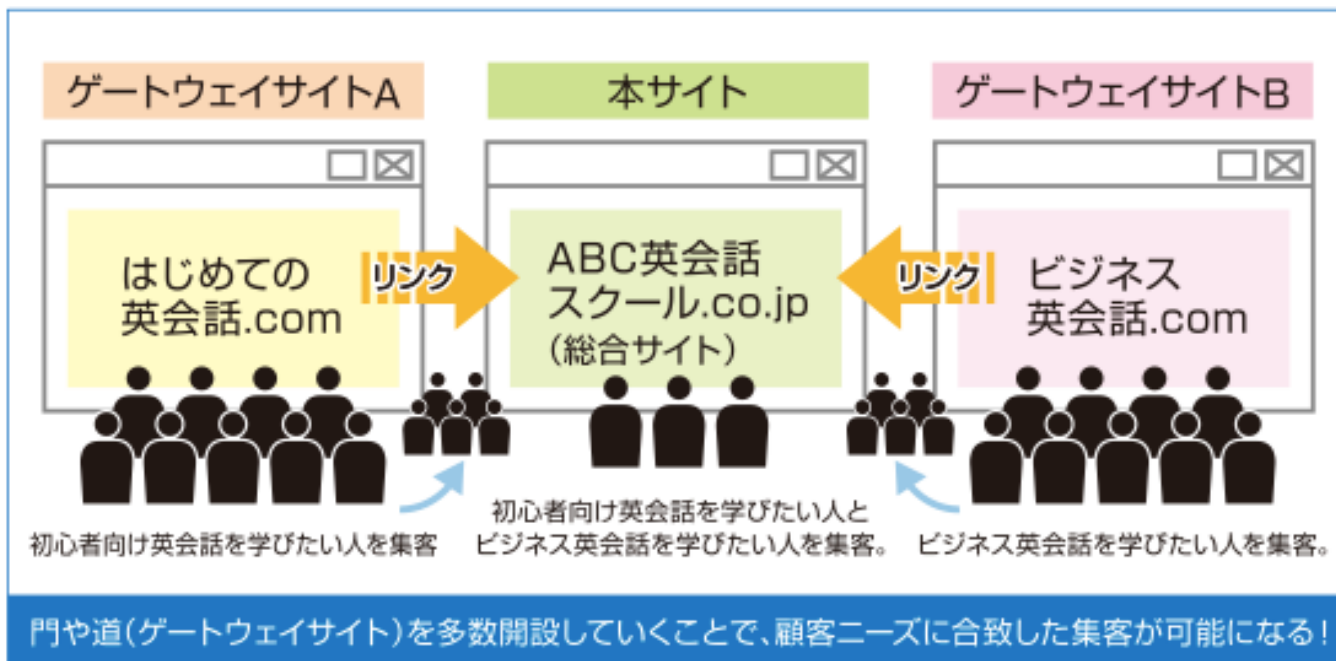 ゲートウェイサイトA
本サイト
ゲートウェイサイトB
はじめての
英会話.com
リンク
ABC英会話
スクール.co.jp
（総合サイト）
リンク
ビジネス
英会話.com
初心者向け英会話を学びたい人を集客
初心者向け英会話を学びたい人と
ビジネス英会話を学びたい人を集客。
ビジネス英会話を学びたい人を集客。
門や道（ゲートウェイサイト）を多数開設していくことで、顧客ニーズに合致した集客が可能になる！